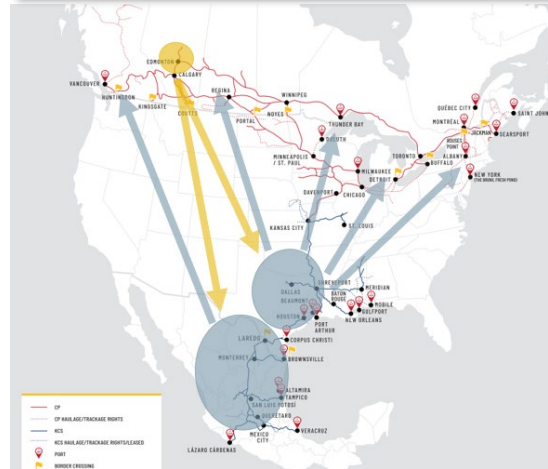 EDMONTON
CALGARY
VANCOUVER
HUNTINGDON
KINGSGATE
COUTTS
REGINA
WINNIPEG
PORTAL
NOYES
THUNDER BAY
DULUTH
MINNEAPOLIS
/ ST. PAUL
MILWAUKEE
DETROIT
DAVENPORT
CHICAGO
TORONTO
BUFFALO
QUÉBEC CITY
MONTRÉAL
SAINT JOHN
JACKMAN
ROUSES
POINT
SEARSPORT
ALBANY
NEW YORK
KANSAS CITY
ST. LOUIS
DALLAS
SHREVEPORT
MERIDIAN
BEAUMONT
BATON
ROUGE
MOBILE
GULFPORT
HOUSTON
PORT
ARTHUR
NEW ORLEANS
LAREDO
CORPUS CHRISTI
MONTERREY
BROWNSVILLE
ALTAMIRA
TAMPICO
SAN LUIS POTOSÍ
QUERÉTARO
MEXICO
CITY
VERACRUZ
LÁZARO CÁRDENAS
CP
CP HAULAGE/TRACKAGE RIGHTS
KCS
KCS HAULAGE/TRACKAGE RIGHTS/LEASED
PORT
BORDER CROSSING